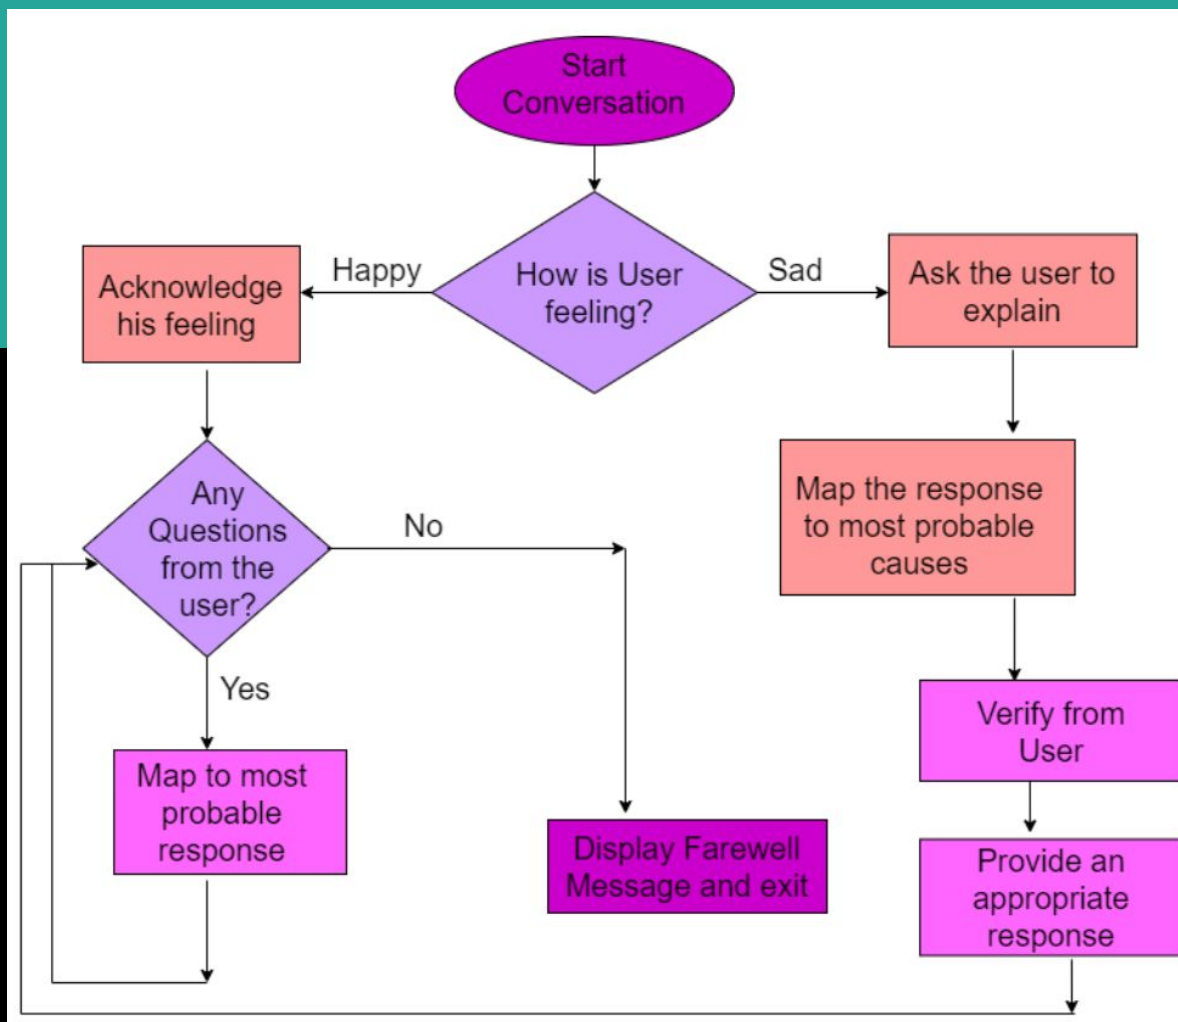 Start
Conversation
Happy
How is User
feeling?
Sad
Acknowledge
his feeling
Ask the user to
explain
Any
Questions
from the
user?
No
Map the response
to most probable
causes
Yes
Verify from
User
Map to most
probable
response
Display Farewell
Message and exit
Provide an
appropriate
response